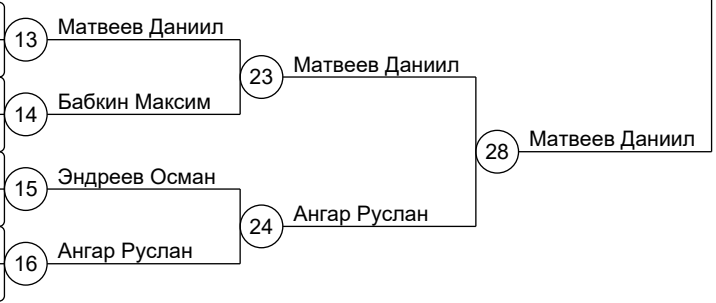 13 Матвеев Даниил
23 Матвеев Даниил
14 Бабкин Максим
28 Матвеев Даниил
15 Эндреев Осман
24 Ангар Руслан
16 Ангар Руслан